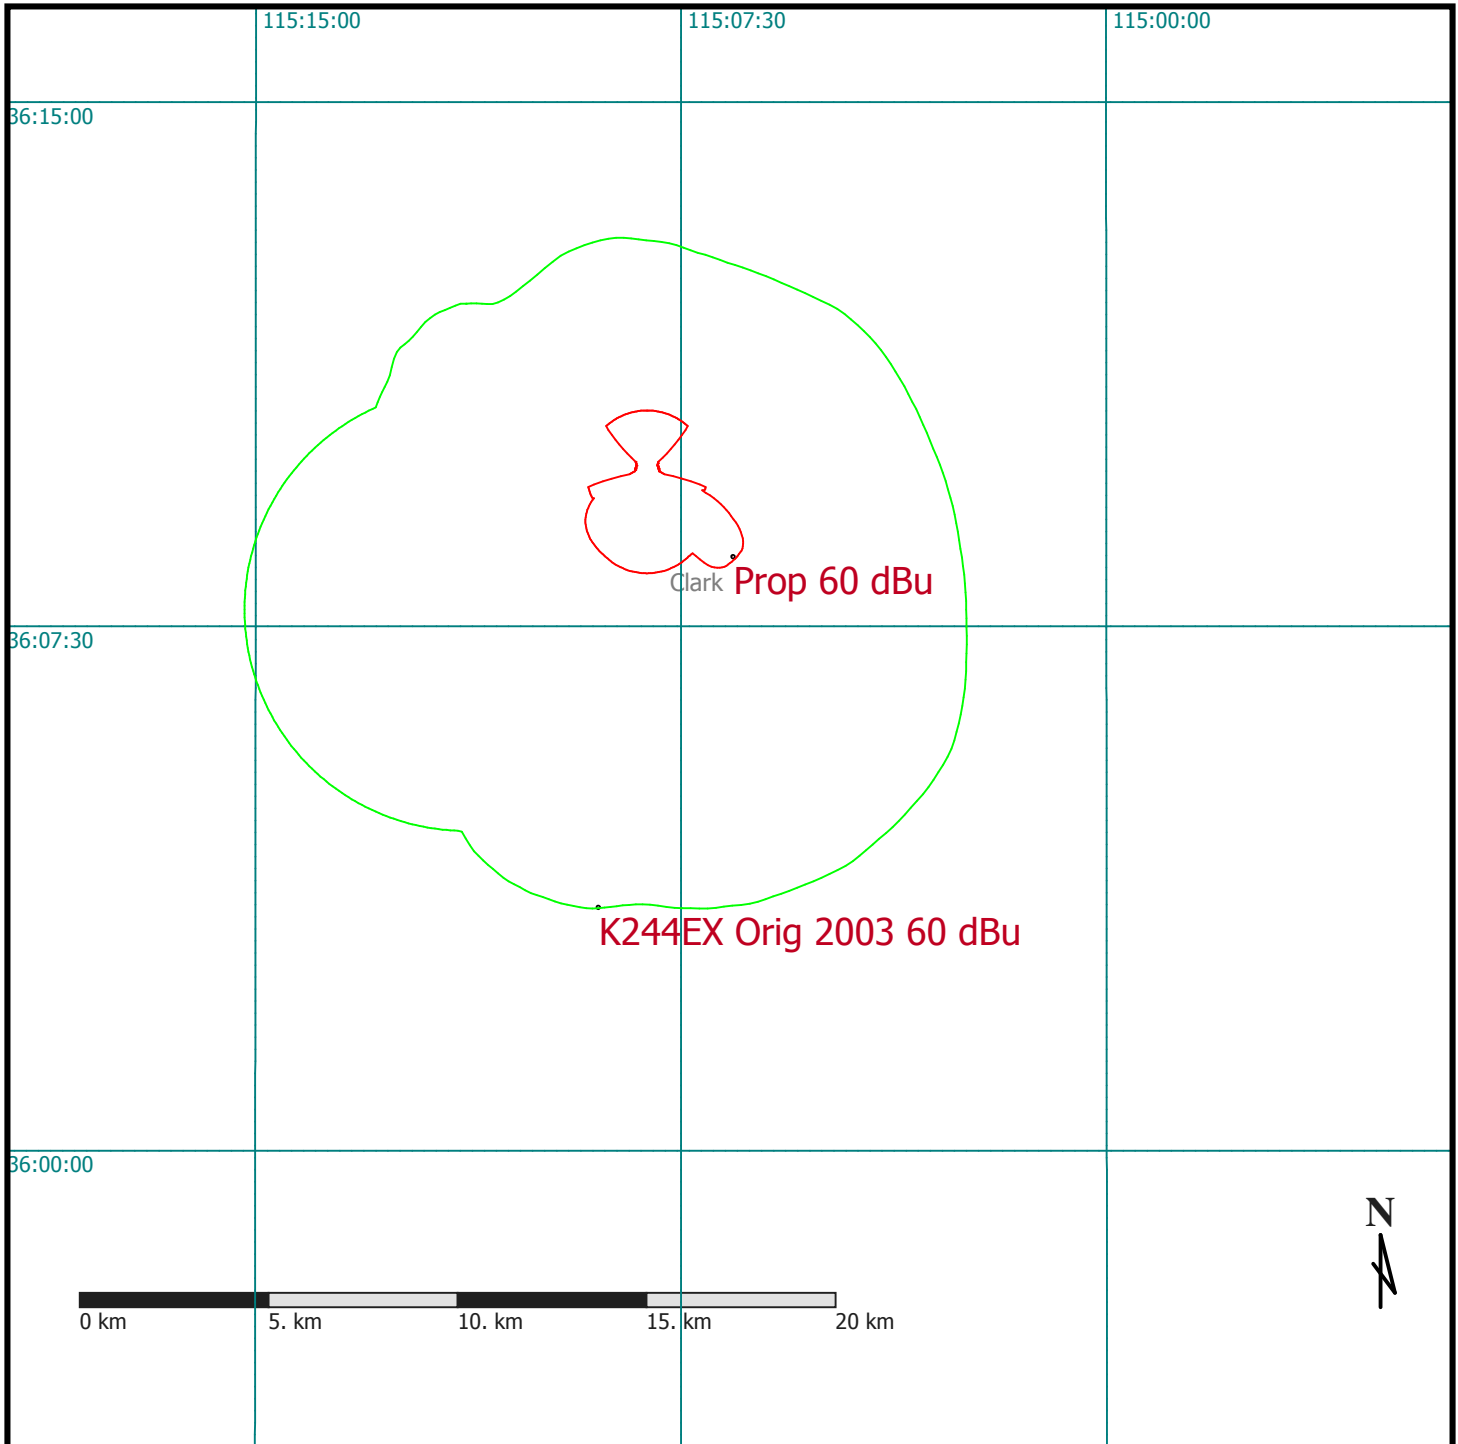 115:15:00
115:07:30
115:00:00
36:15:00
Clark
Prop 60 dBu
36:07:30
K244EX Orig 2003 60 dBu
36:00:00
N
0 km
5. km
10. km
15. km
20 km